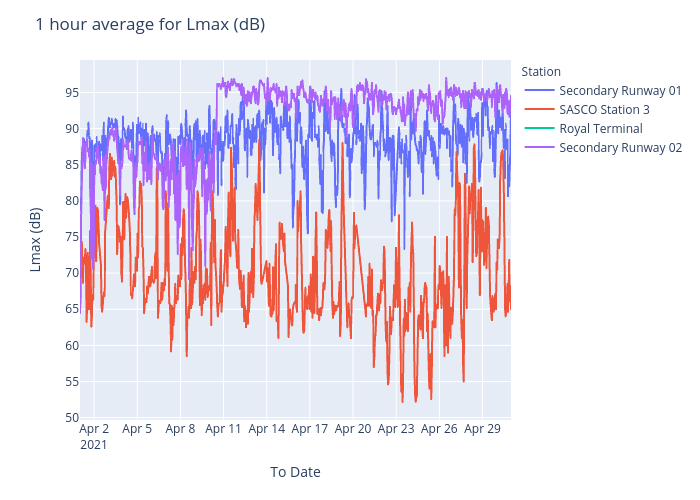 1 hour average for Lmax (dB)
Station
Secondary Runway 01
SASCO Station 3
Royal Terminal
Secondary Runway 02
Lmax (dB)
95
90
85
80
75
70
65
60
55
50
Apr 2 Apr 5 Apr 8 Apr 11 Apr 14 Apr 17 Apr 20 Apr 23 Apr 26 Apr 29
2021
To Date